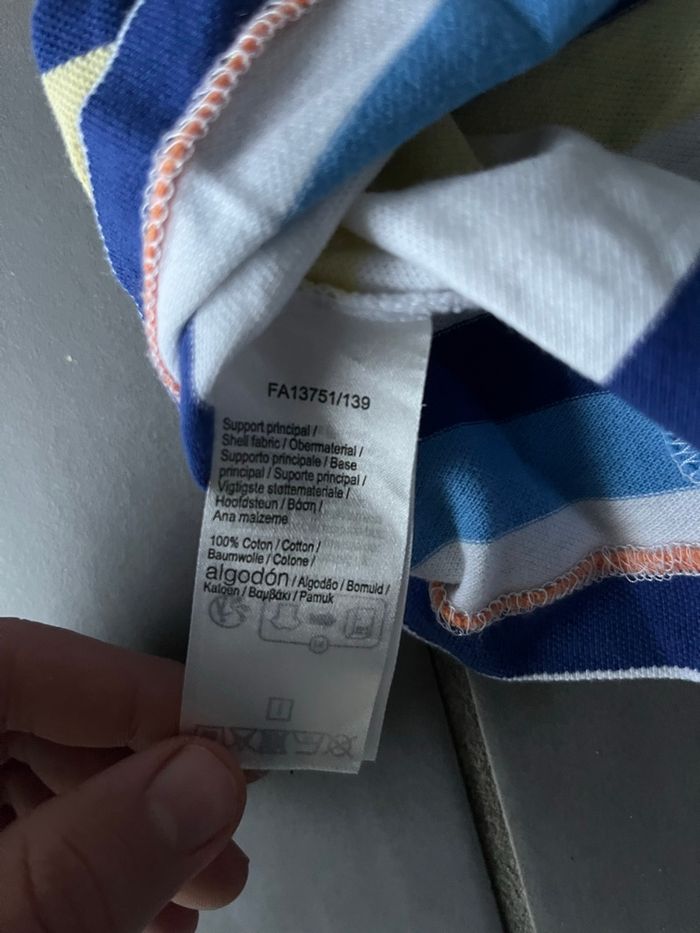 FA13751/139
Support principal /
Shell fabric / Obermaterial /
Supporto principale / Base
principal / Suporte principal /
Vigtigste støttemateriale /
Hoofdsteun / Βάση /
Ana malzeme
100% Coton / Cotton /
Baumwolle / Cotone /
algodón / Algodão / Bomuld /
Katoen / Βαμβάκι / Pamuk